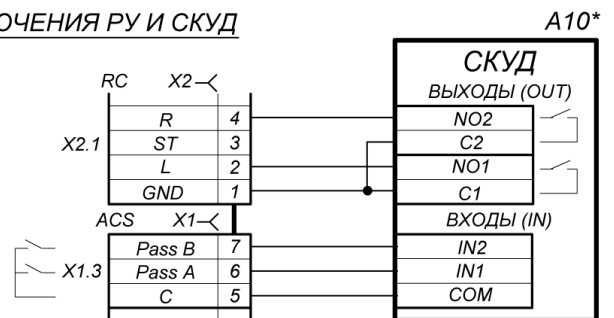 ОЧЕНИЯ РУ И СКУД
A10*
RC X2
СКУД
ВЫХОДЫ (OUT)
X2.1
R 4
ST 3
L 2
GND 1
NO2
C2
NO1
C1
ACS X1
ВХОДЫ (IN)
X1.3
Pass B 7
Pass A 6
C 5
IN2
IN1
COM